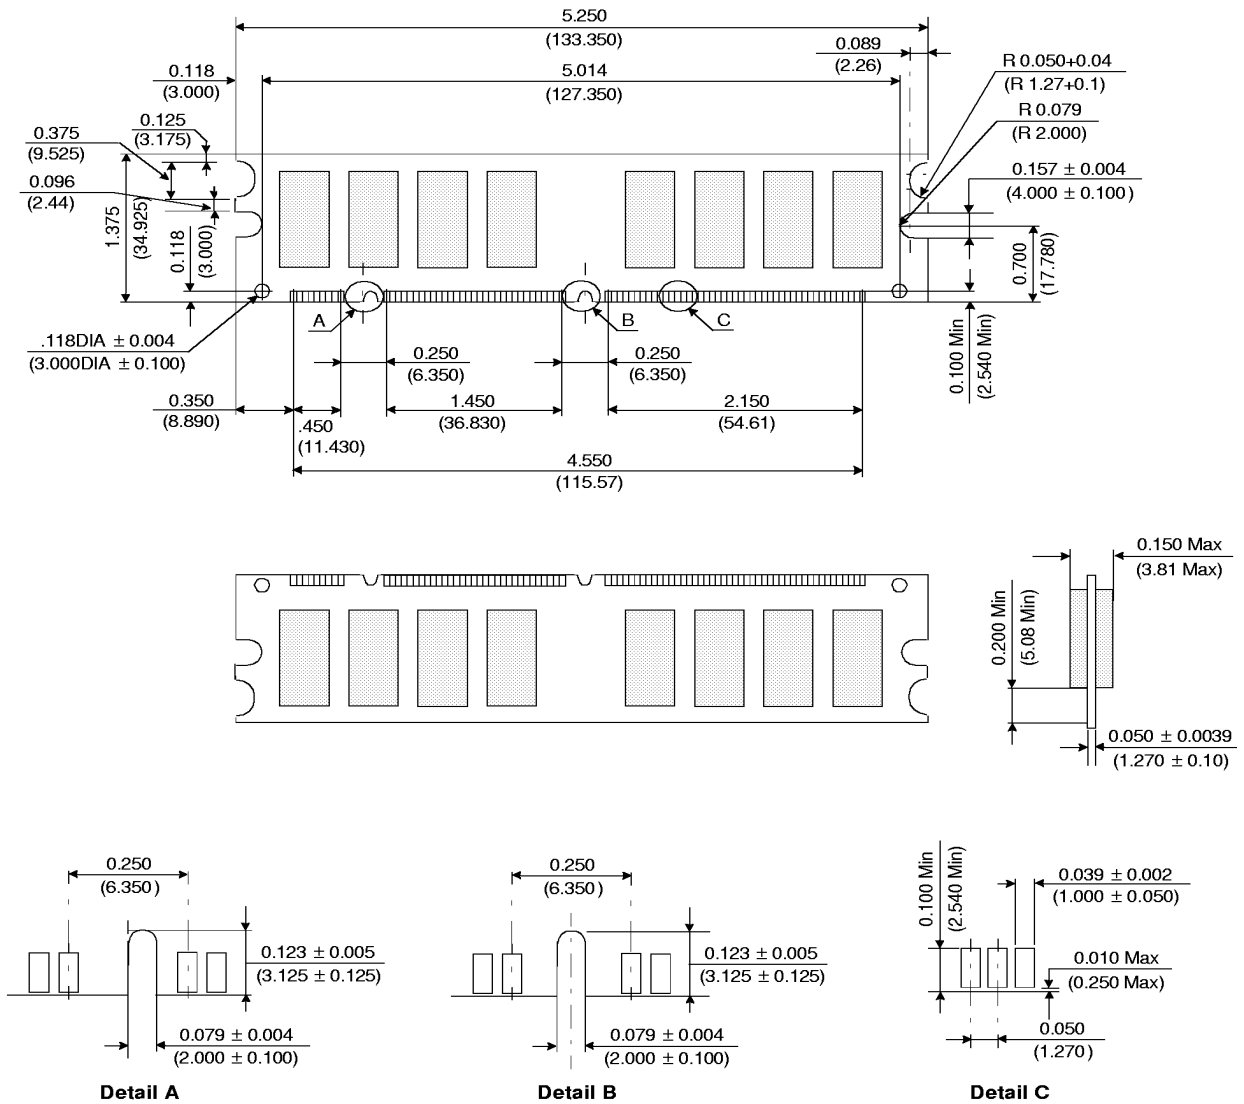 5.250
(133.350)
0.089
(2.26)
R 0.050+0.04
(R 1.27+0.1)
0.118
(3.000)
5.014
(127.350)
R 0.079
(R 2.000)
0.125
(3.175)
0.375
(9.525)
0.157 ± 0.004
(4.000 ± 0.100)
0.096
(2.44)
1.375
(34.925)
0.118
(3.000)
0.700
(17.780)
A
B
C
.118DIA ± 0.004
(3.000DIA ± 0.100)
0.250
(6.350)
0.250
(6.350)
0.100 Min
(2.540 Min)
0.350
(8.890)
.450
(11.430)
1.450
(36.830)
2.150
(54.61)
4.550
(115.57)
0.150 Max
(3.81 Max)
0.200 Min
(5.08 Min)
0.050 ± 0.0039
(1.270 ± 0.10)
0.250
(6.350)
0.123 ± 0.005
(3.125 ± 0.125)
0.079 ± 0.004
(2.000 ± 0.100)
Detail A
0.250
(6.350)
0.123 ± 0.005
(3.125 ± 0.125)
0.079 ± 0.004
(2.000 ± 0.100)
Detail B
0.100 Min
(2.540 Min)
0.039 ± 0.002
(1.000 ± 0.050)
0.010 Max
(0.250 Max)
0.050
(1.270)
Detail C